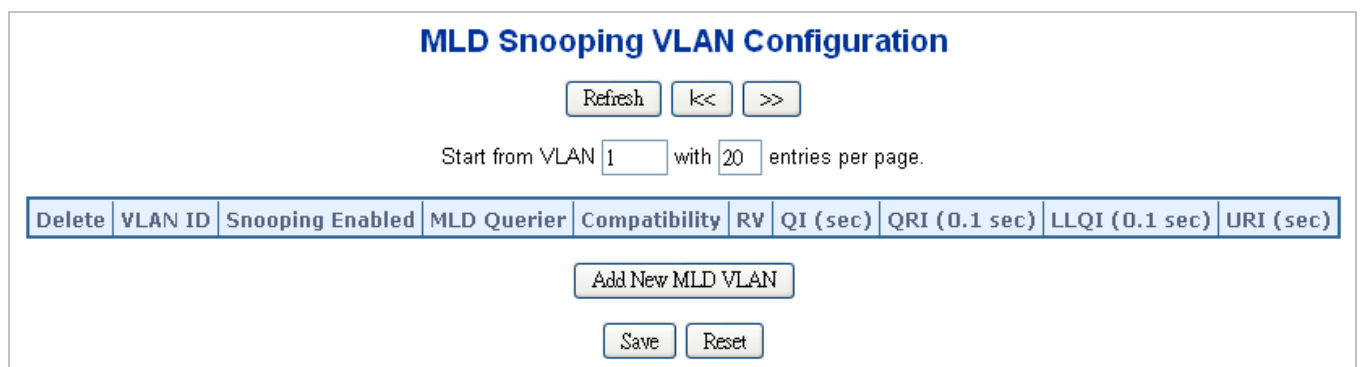 MLD Snooping VLAN Configuration
Refresh |<< >>
Start from VLAN 1 with 20 entries per page.
Delete VLAN ID Snooping Enabled MLD Querier Compatibility RV QI (sec) QRI (0.1 sec) LLQI (0.1 sec) URI (sec)
Add New MLD VLAN
Save Reset